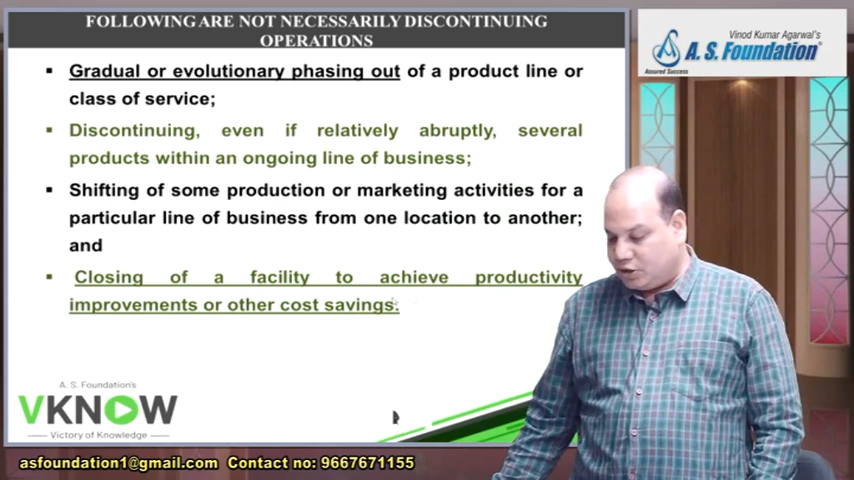 FOLLOWING ARE NOT NECESSARILY DISCONTINUING
OPERATIONS
▪ Gradual or evolutionary phasing out of a product line or
class of service;
▪ Discontinuing, even if relatively abruptly, several
products within an ongoing line of business;
▪ Shifting of some production or marketing activities for a
particular line of business from one location to another;
and
▪ Closing of a facility to achieve productivity
improvements or other cost savings.
Vinod Kumar Agarwal's
A. S. Foundation®
Assured Success
A. S. Foundation's
VKNOW
Victory of Knowledge
asfoundation1@gmail.com Contact no: 9667671155